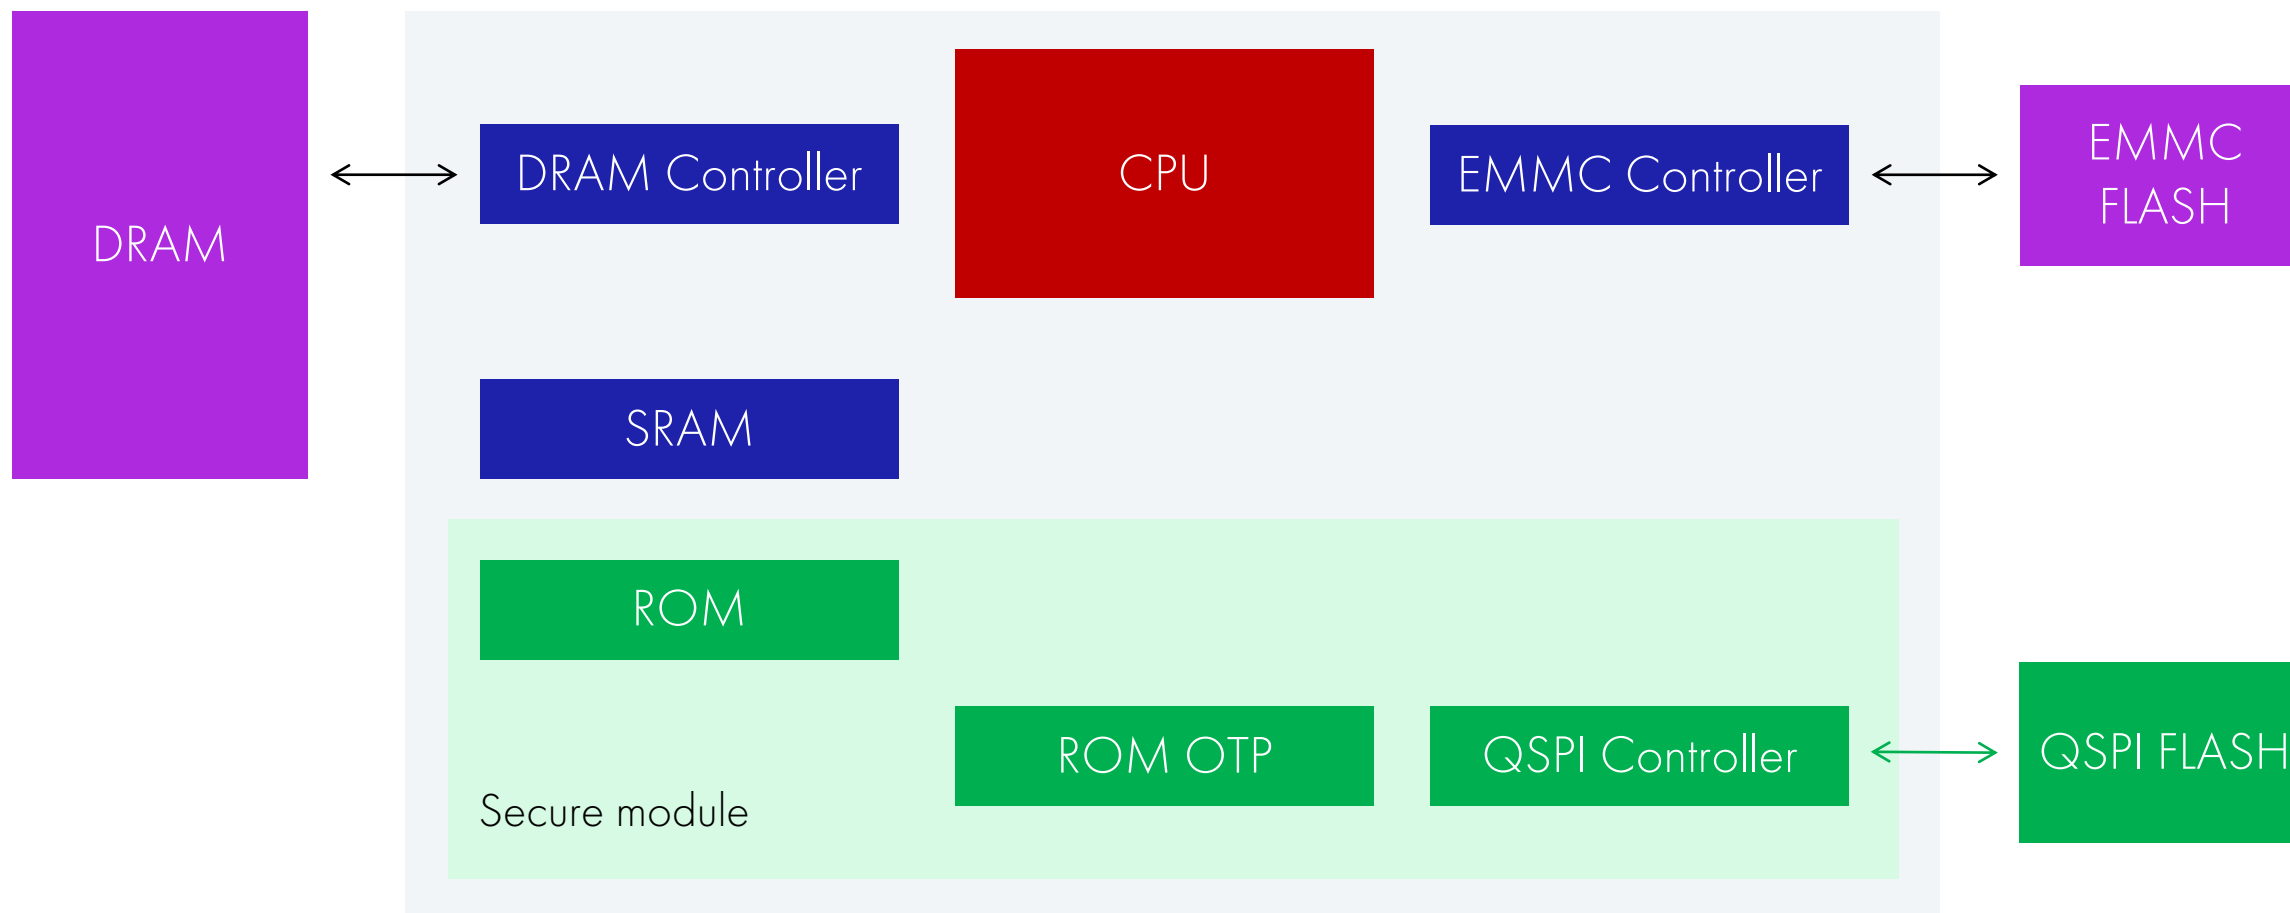 DRAM
DRAM Controller
CPU
EMMC Controller
EMMC
FLASH
SRAM
ROM
ROM OTP
QSPI Controller
QSPI FLASH
Secure module